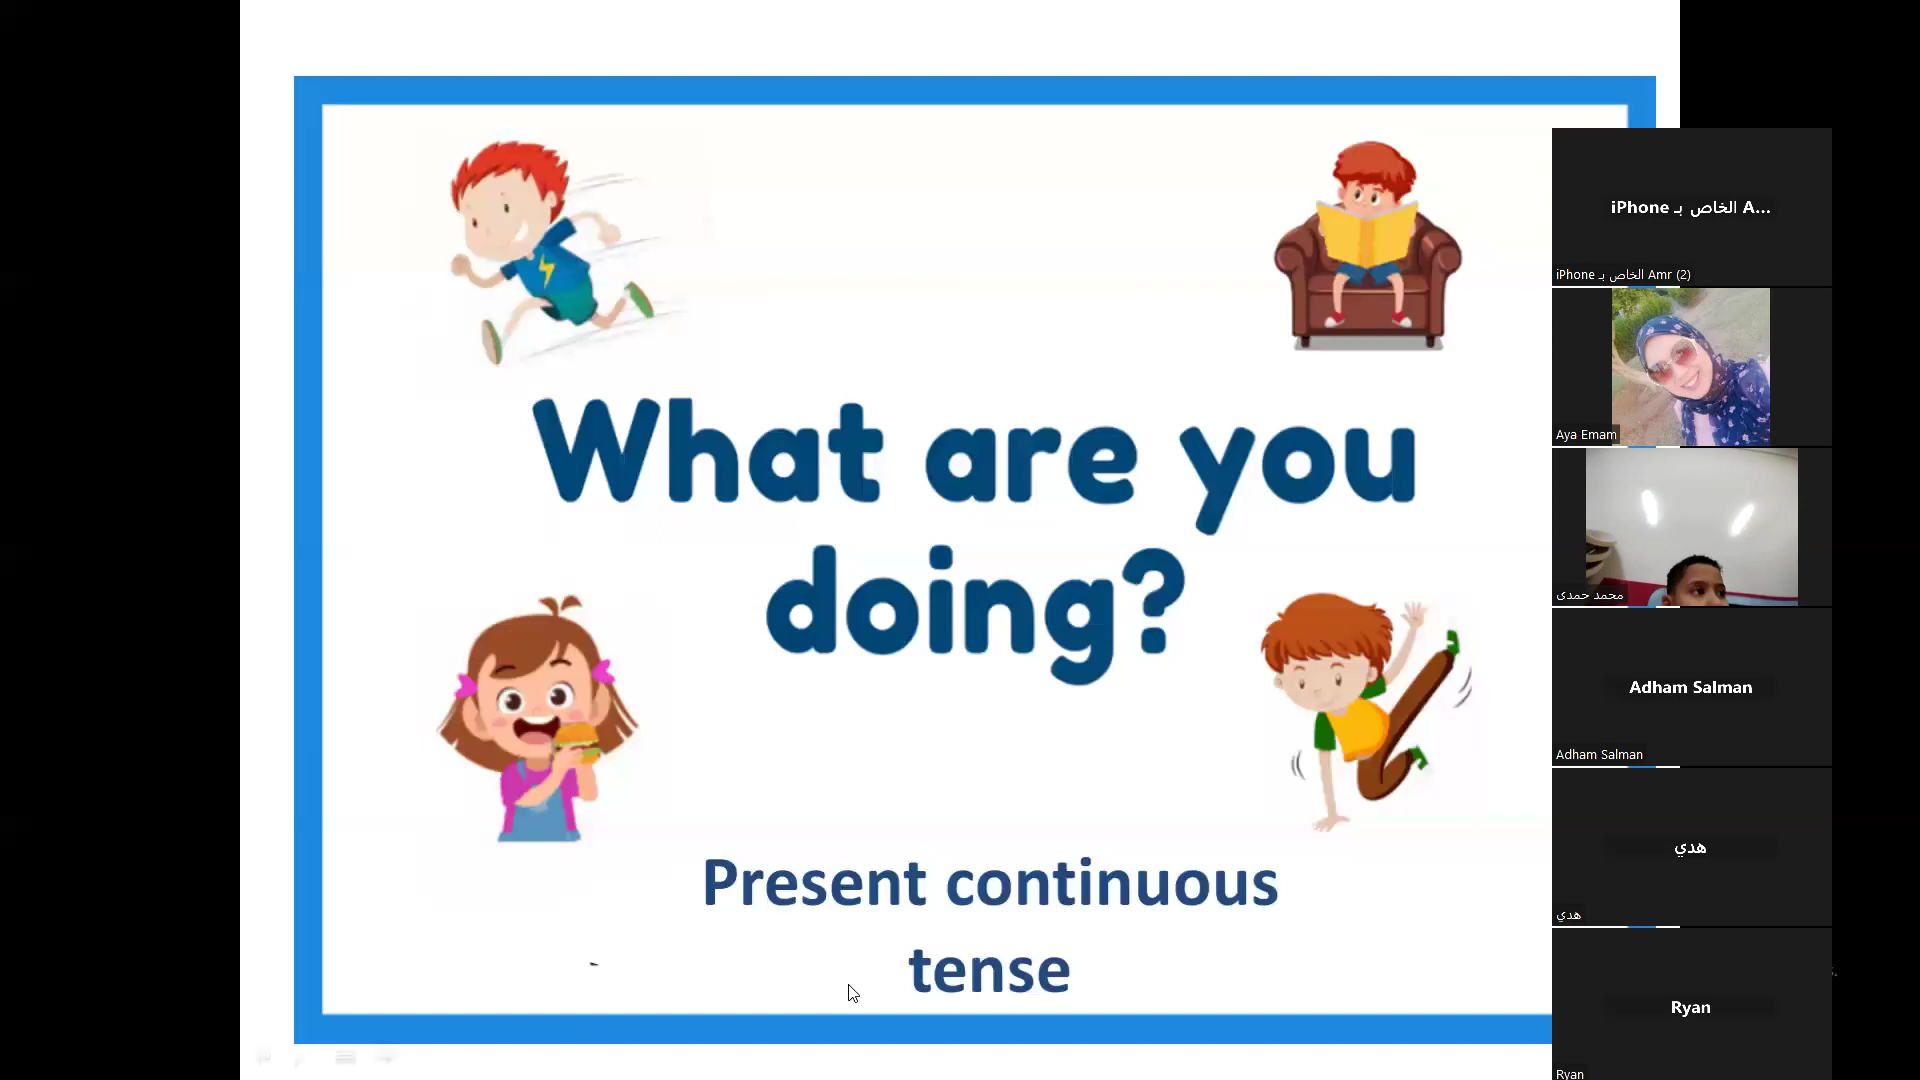 What are you
doing?
Present continuous
tense
iPhone الخاص بـ A...
iPhone الخاص بـ Amr (2)
Aya Emam
محمد حمدى
Adham Salman
Adham Salman
هدي
هدي
Ryan
Ryan